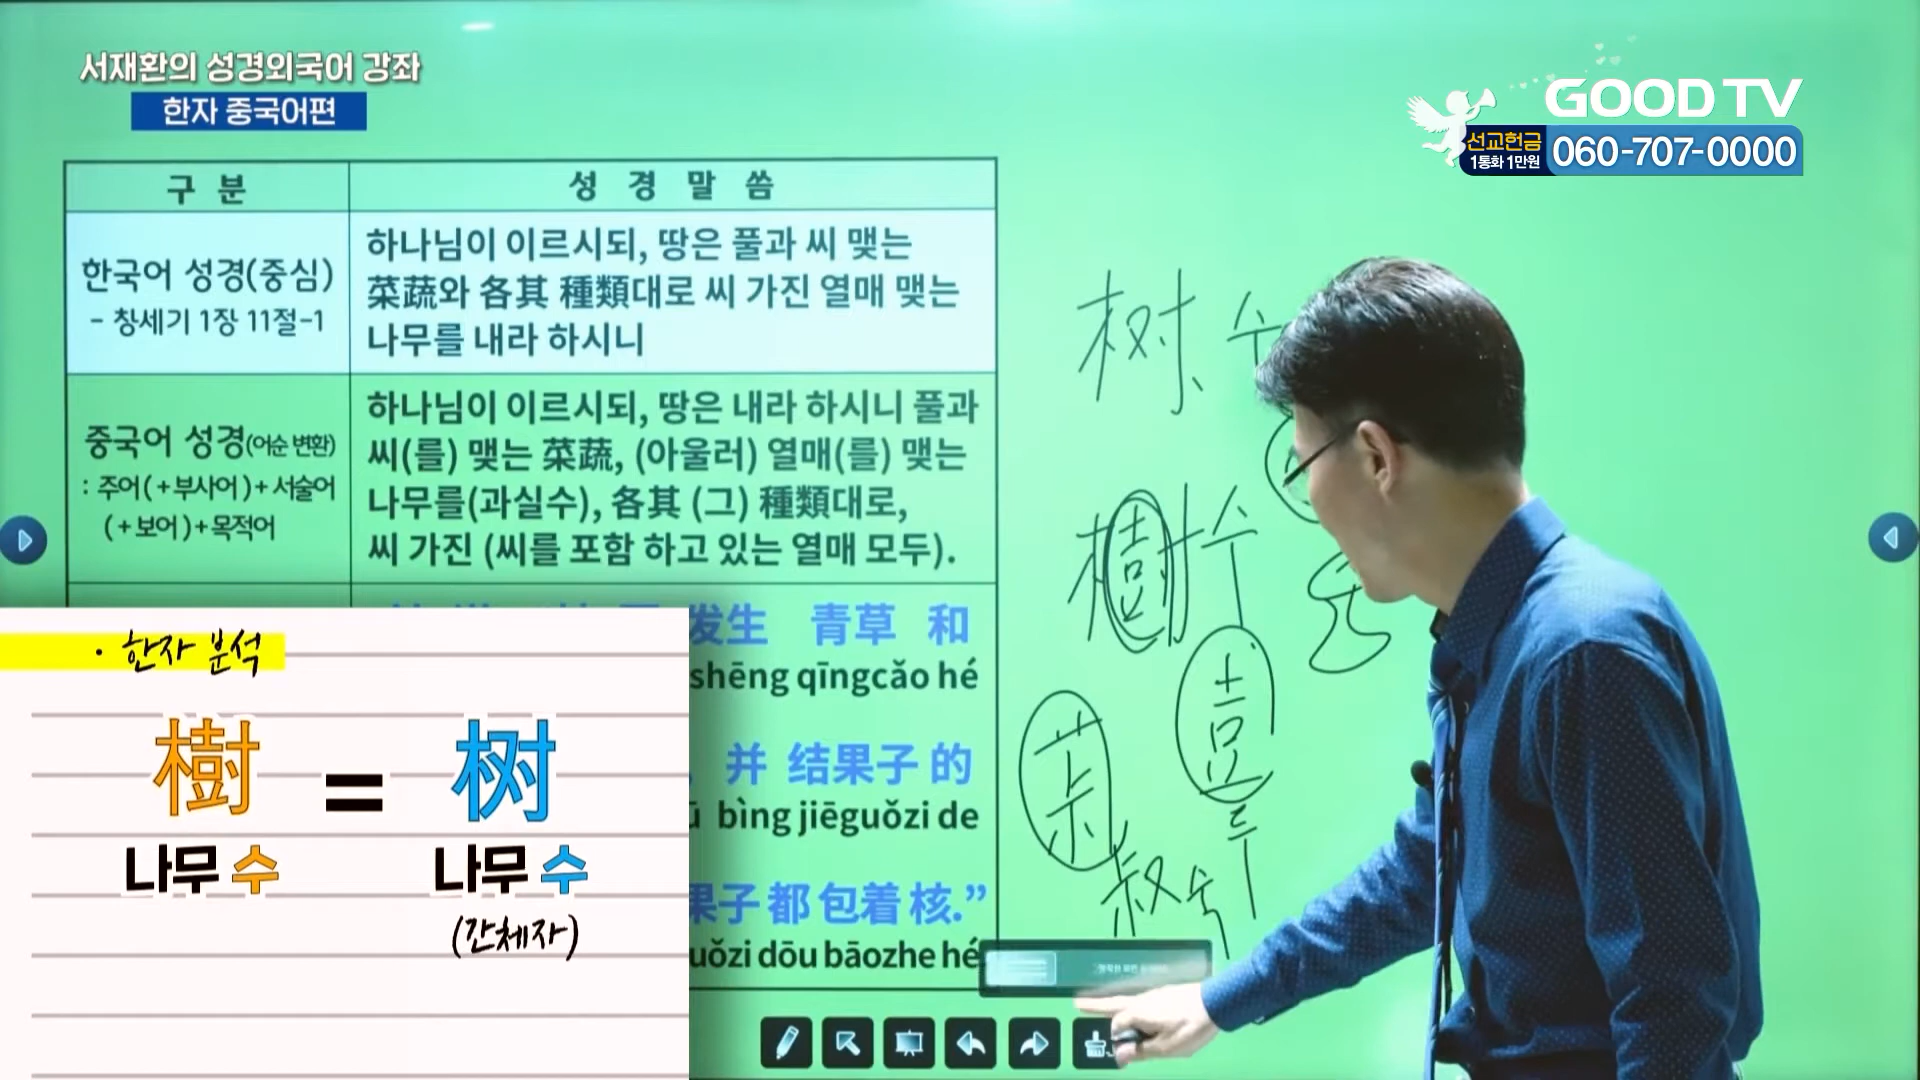 서재환의 성경외국어 강좌
한자 중국어편
GOOD TV
선교헌금
1통화 1만원
060-707-0000
구 분
성 경 말 씀
한국어 성경(중심)
- 창세기 1장 11절-1
하나님이 이르시되, 땅은 풀과 씨 맺는
菜蔬와 各其 種類대로 씨 가진 열매 맺는
나무를 내라 하시니
중국어 성경(어순 변환)
: 주어(+부사어)+서술어
(+보어)+목적어
하나님이 이르시되, 땅은 내라 하시니 풀과
씨(를) 맺는 菜蔬, (아울러) 열매(를) 맺는
나무를(과실수), 各其 (그) 種類대로,
씨 가진 (씨를 포함 하고 있는 열매 모두).
发生 青草 和
shēng qīngcǎo hé
并 结果子 的
bìng jiēguǒzi de
果子 都 包着 核.”
uǒzi dōu bāozhe hé
树 수
樹 수
壴
두
叔 숙
· 한자 분석
樹 = 树
나무 수
나무 수
(간체자)